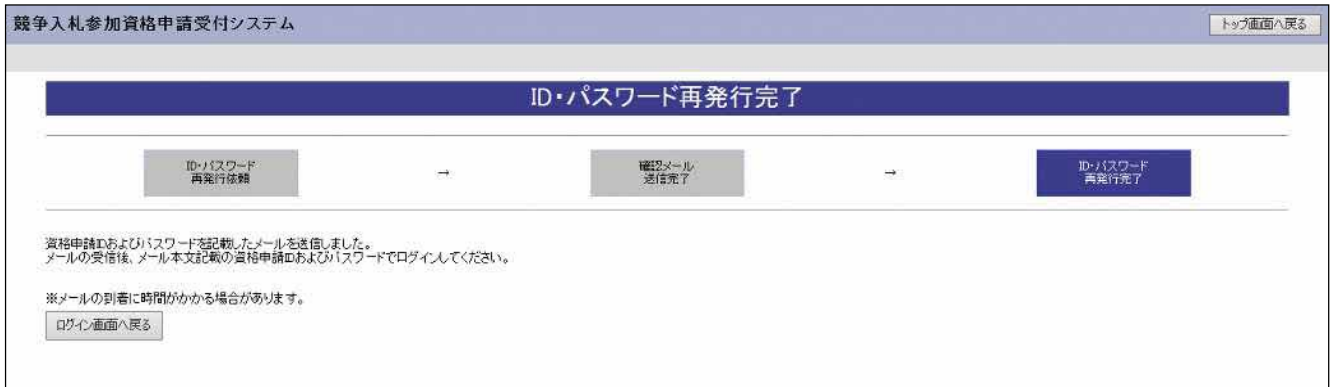 競争入札参加資格申請受付システム
トップ画面へ戻る
ID・パスワード再発行完了
ID・パスワード
再発行依頼
→
確認メール
送信完了
→
ID・パスワード
再発行完了
資格申請IDおよびパスワードを記載したメールを送信しました。
メールの受信後、メール本文記載の資格申請IDおよびパスワードでログインしてください。
※メールの到着に時間がかかる場合があります。
ログイン画面へ戻る